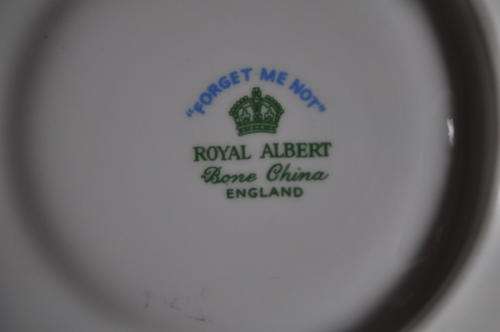 "FORGET ME NOT"
ROYAL ALBERT
Bone China
ENGLAND